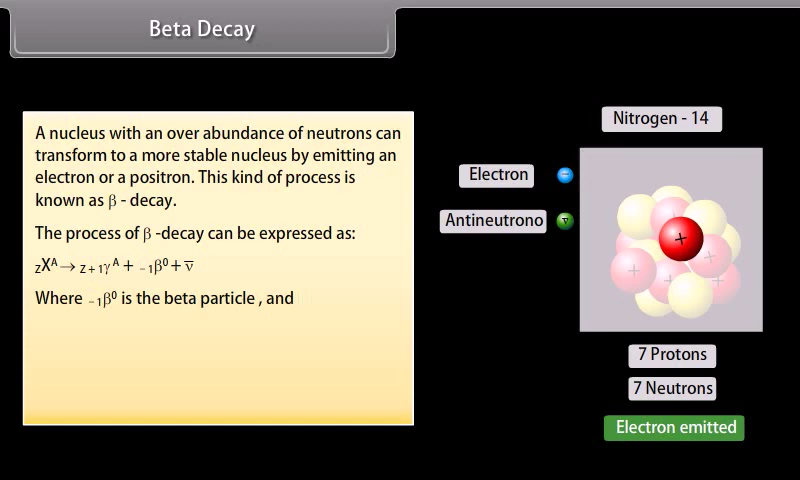 Beta Decay
A nucleus with an over abundance of neutrons can
transform to a more stable nucleus by emitting an
electron or a positron. This kind of process is
known as β - decay.
The process of β -decay can be expressed as:
ZXᴬ → Z+1γᴬ + ₋₁β⁰ + ν̅
Where ₋₁β⁰ is the beta particle , and
Nitrogen - 14
Electron
−
Antineutrono
ν̅
+
+
+
+
+
+
7 Protons
7 Neutrons
Electron emitted